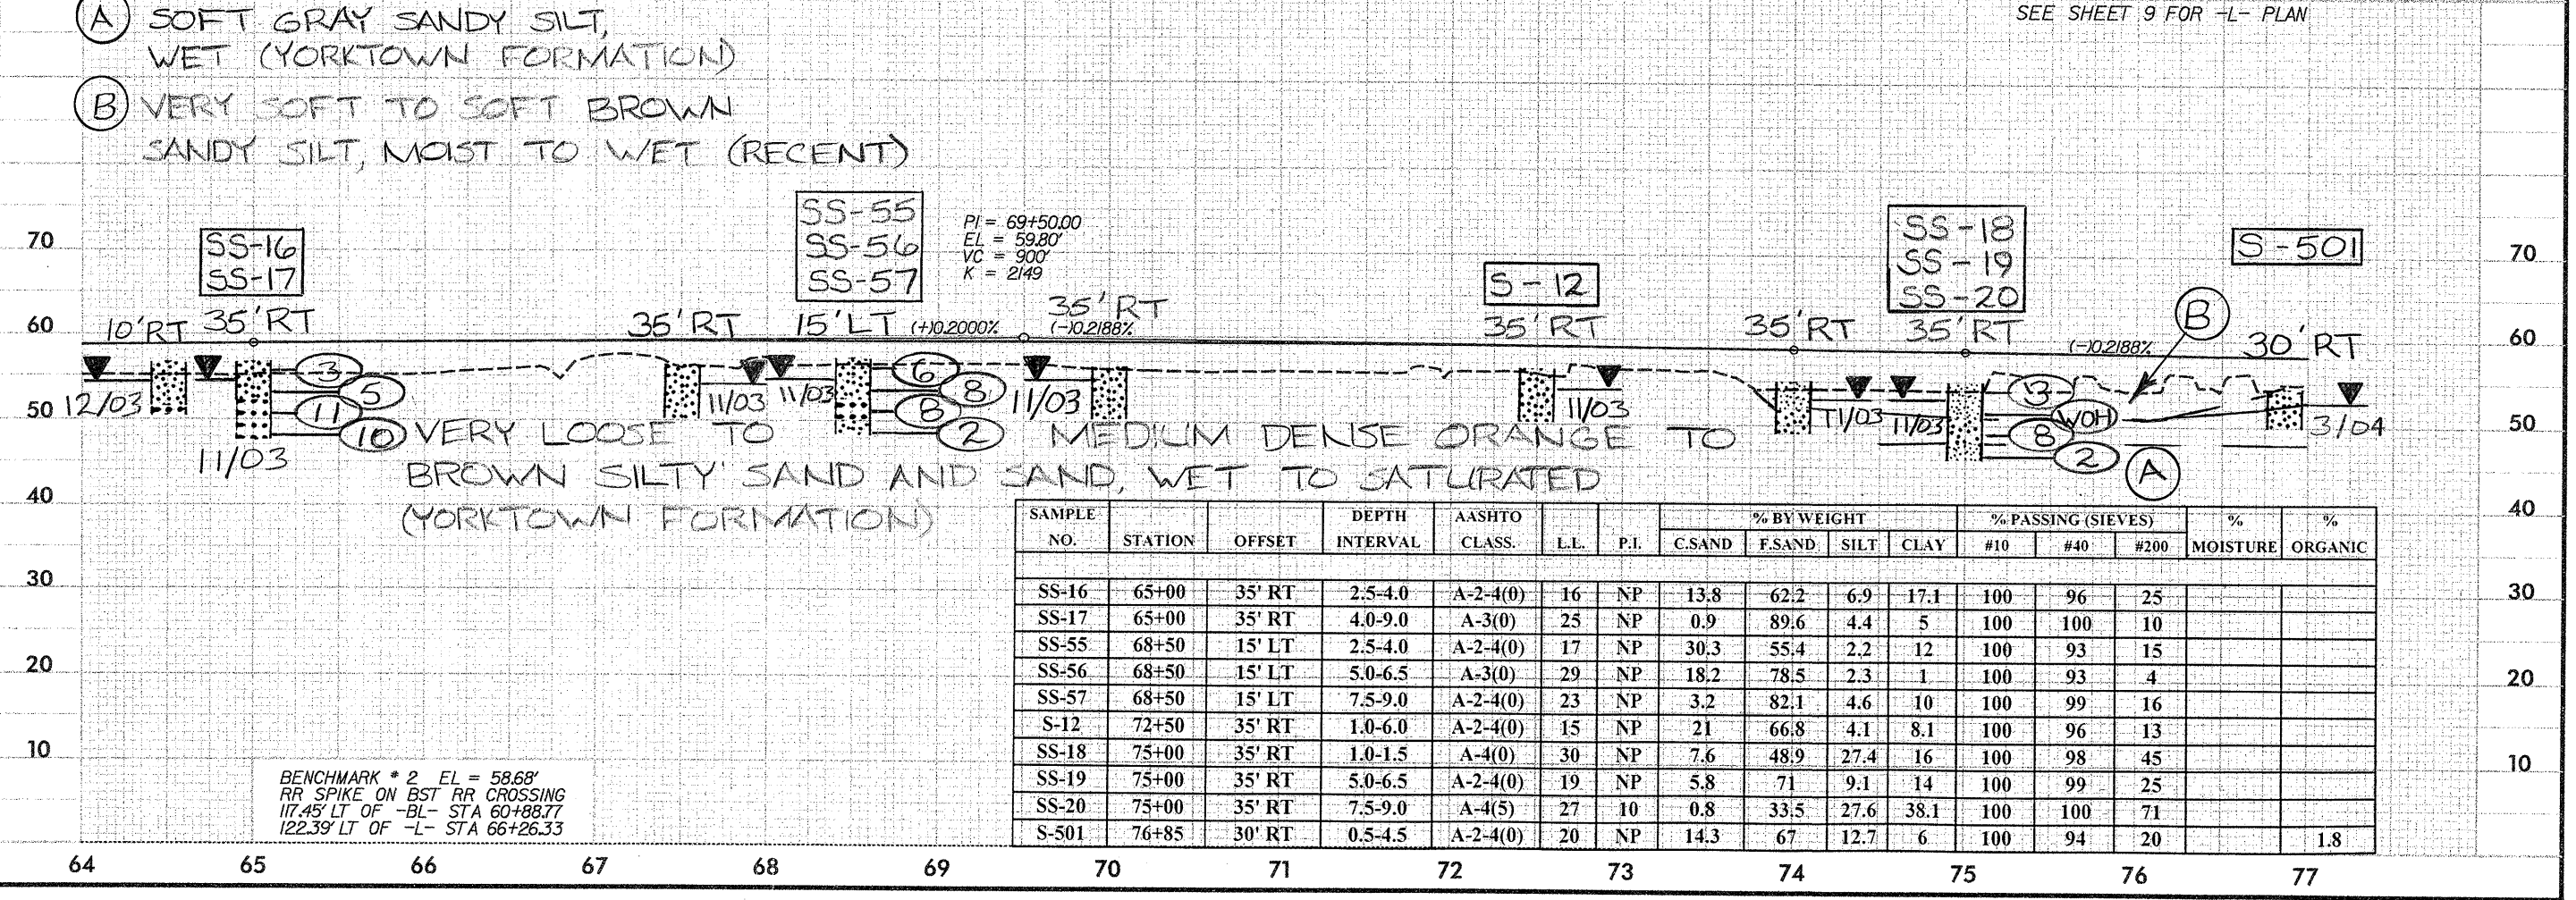 SEE SHEET 9 FOR -L- PLAN
(A) SOFT GRAY SANDY SILT,
WET (YORKTOWN FORMATION)
(B) VERY SOFT TO SOFT BROWN
SANDY SILT, MOIST TO WET (RECENT)
SS-16
SS-17
SS-55
SS-56
SS-57
PI = 69+50.00
EL = 59.80'
VC = 900'
K = 2149
S-12
SS-18
SS-19
SS-20
S-501
70 70
60 10'RT 35'RT 35'RT 15'LT (+)0.2000% 35'RT (-)0.2188% 35'RT 35'RT 35'RT (-)0.2188% B 30'RT 60
3 6 3
5 8 WOH
11 8 8
10 2 2
12/03 11/03 11/03 11/03 11/03 11/03 11/03 11/03 3/04
50 50
VERY LOOSE TO MEDIUM DENSE ORANGE TO
BROWN SILTY SAND AND SAND, WET TO SATURATED
(YORKTOWN FORMATION)
A
40 40
SAMPLE NO. STATION OFFSET DEPTH INTERVAL AASHTO CLASS. L.L. P.I. % BY WEIGHT C.SAND F.SAND SILT CLAY % PASSING (SIEVES) #10 #40 #200 % MOISTURE % ORGANIC
30 30
SS-16 65+00 35' RT 2.5-4.0 A-2-4(0) 16 NP 13.8 62.2 6.9 17.1 100 96 25
SS-17 65+00 35' RT 4.0-9.0 A-3(0) 25 NP 0.9 89.6 4.4 5 100 100 10
SS-55 68+50 15' LT 2.5-4.0 A-2-4(0) 17 NP 30.3 55.4 2.2 12 100 93 15
SS-56 68+50 15' LT 5.0-6.5 A-3(0) 29 NP 18.2 78.5 2.3 1 100 93 4
SS-57 68+50 15' LT 7.5-9.0 A-2-4(0) 23 NP 3.2 82.1 4.6 10 100 99 16
S-12 72+50 35' RT 1.0-6.0 A-2-4(0) 15 NP 21 66.8 4.1 8.1 100 96 13
SS-18 75+00 35' RT 1.0-1.5 A-4(0) 30 NP 7.6 48.9 27.4 16 100 98 45
SS-19 75+00 35' RT 5.0-6.5 A-2-4(0) 19 NP 5.8 71 9.1 14 100 99 25
SS-20 75+00 35' RT 7.5-9.0 A-4(5) 27 10 0.8 33.5 27.6 38.1 100 100 71
S-501 76+85 30' RT 0.5-4.5 A-2-4(0) 20 NP 14.3 67 12.7 6 100 94 20 1.8
20 20
10 10
BENCHMARK # 2 EL = 58.68'
RR SPIKE ON BST RR CROSSING
117.45' LT OF -BL- STA 60+88.77
122.39' LT OF -L- STA 66+26.33
64 65 66 67 68 69 70 71 72 73 74 75 76 77